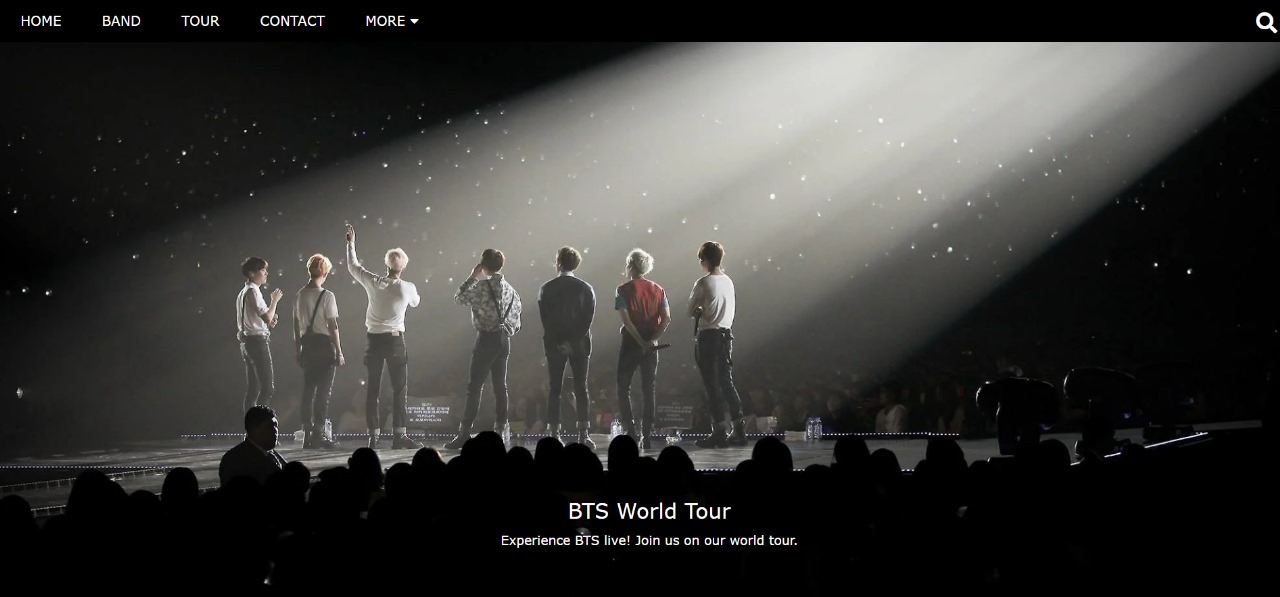 HOME BAND TOUR CONTACT MORE
BTS World Tour
Experience BTS live! Join us on our world tour.